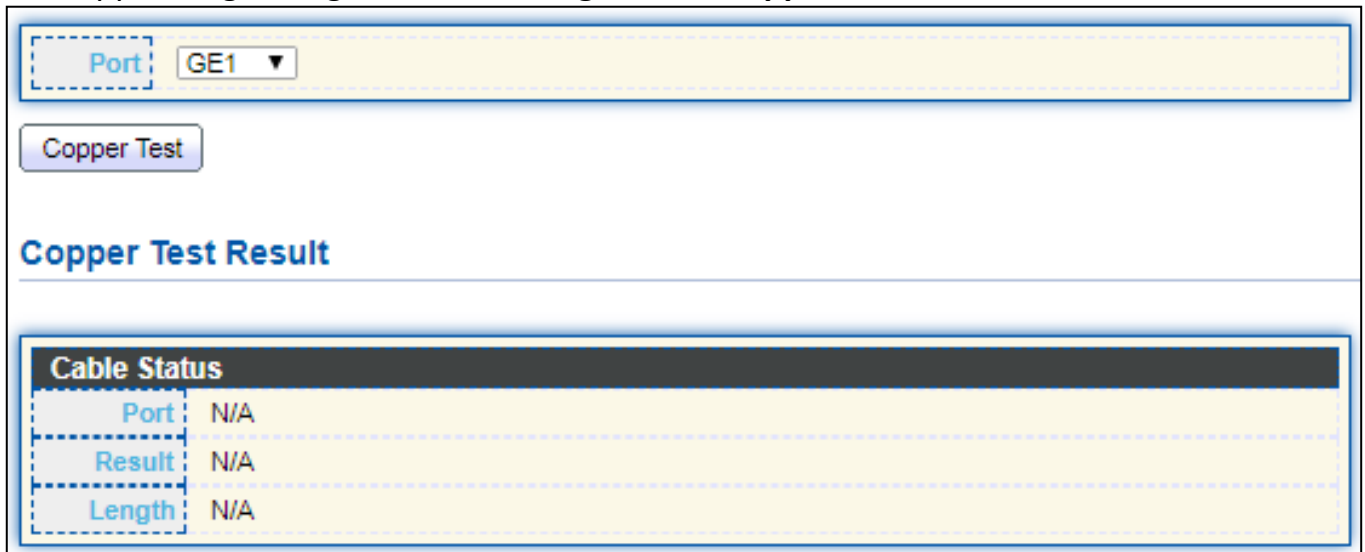 Port GE1 ▼
Copper Test
Copper Test Result
Cable Status
Port N/A
Result N/A
Length N/A